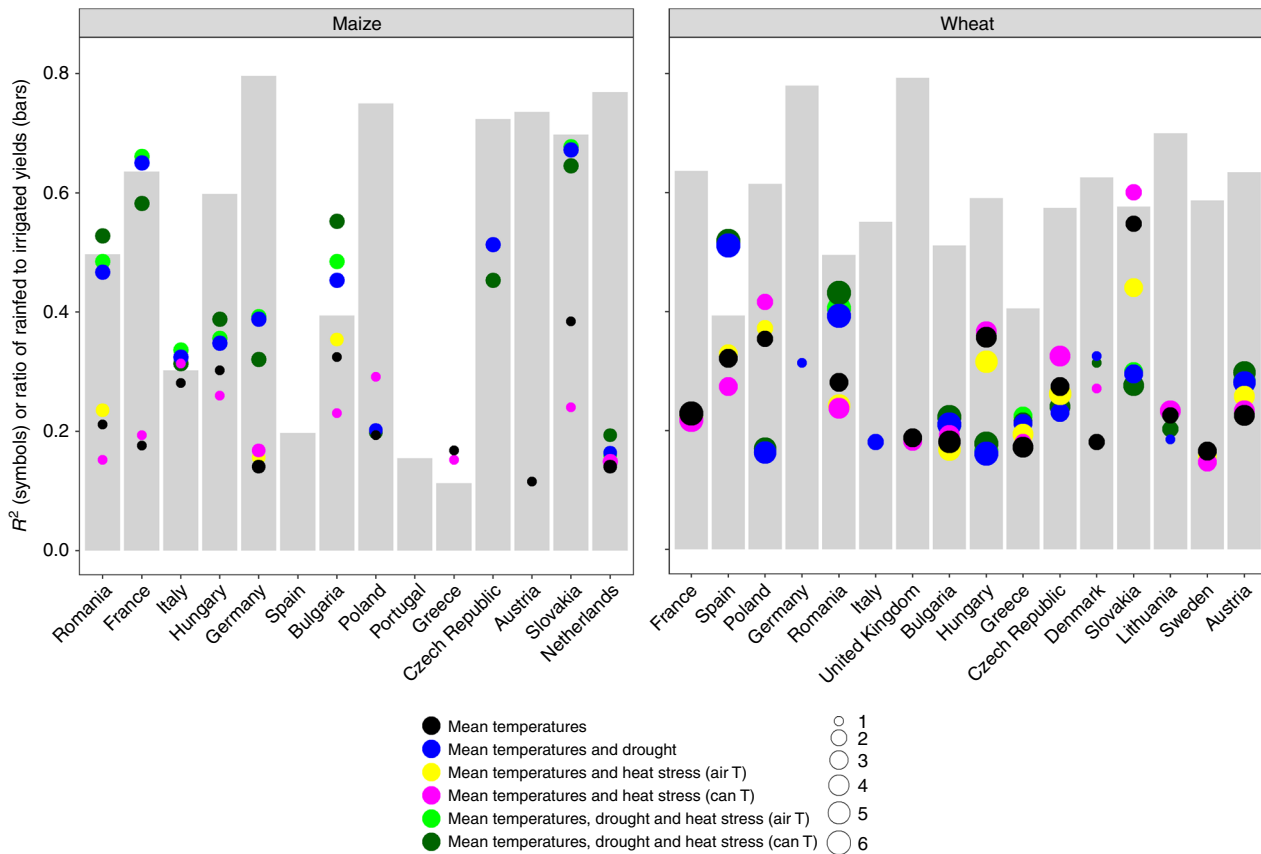 Maize
Wheat
R² (symbols) or ratio of rainfed to irrigated yields (bars)
0.8
0.6
0.4
0.2
0.0
Romania
France
Italy
Hungary
Germany
Spain
Bulgaria
Poland
Portugal
Greece
Czech Republic
Austria
Slovakia
Netherlands
France
Spain
Poland
Germany
Romania
Italy
United Kingdom
Bulgaria
Hungary
Greece
Czech Republic
Denmark
Slovakia
Lithuania
Sweden
Austria
Mean temperatures
Mean temperatures and drought
Mean temperatures and heat stress (air T)
Mean temperatures and heat stress (can T)
Mean temperatures, drought and heat stress (air T)
Mean temperatures, drought and heat stress (can T)
1
2
3
4
5
6